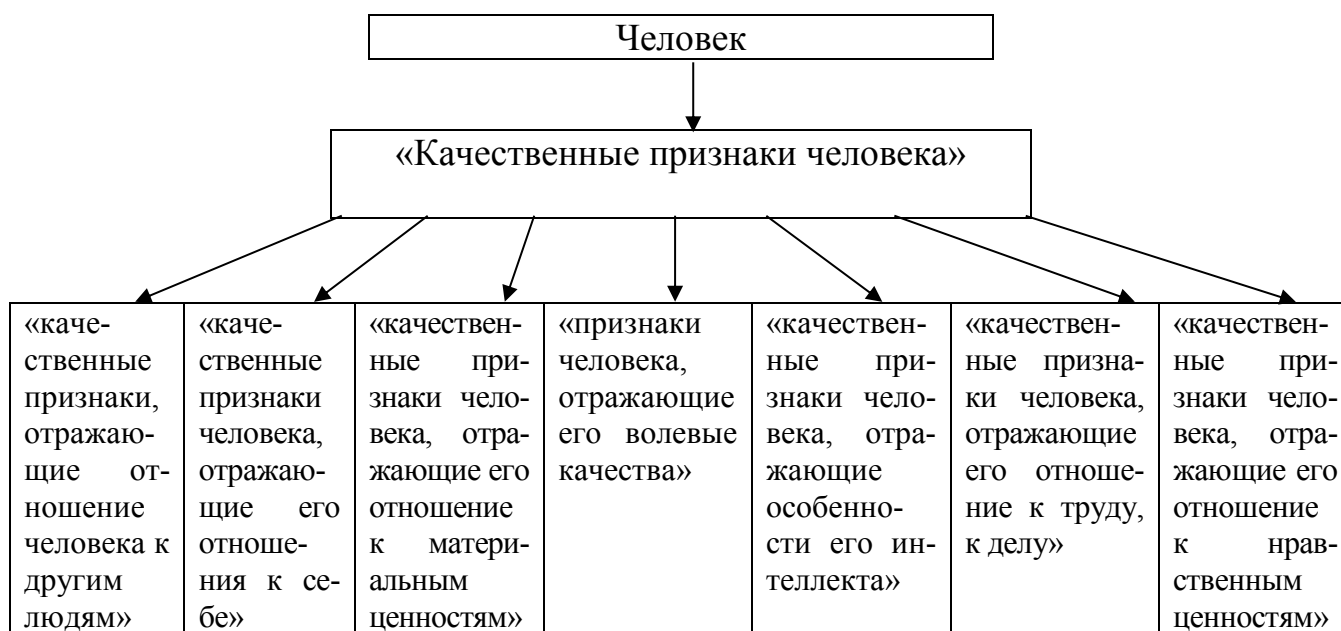 Человек
«Качественные признаки человека»
«каче-
ственные
признаки,
отражаю-
щие от-
ношение
человека к
другим
людям»
«каче-
ственные
признаки
человека,
отражаю-
щие его
отноше-
ния к се-
бе»
«качествен-
ные при-
знаки чело-
века, отра-
жающие его
отношение
к матери-
альным
ценностям»
«признаки
человека,
отражающие
его волевые
качества»
«качествен-
ные при-
знаки чело-
века, отра-
жающие
особенно-
сти его ин-
теллекта»
«качествен-
ные призна-
ки человека,
отражающие
его отноше-
ние к труду,
к делу»
«качествен-
ные при-
знаки чело-
века, отра-
жающие его
отношение
к нрав-
ственным
ценностям»